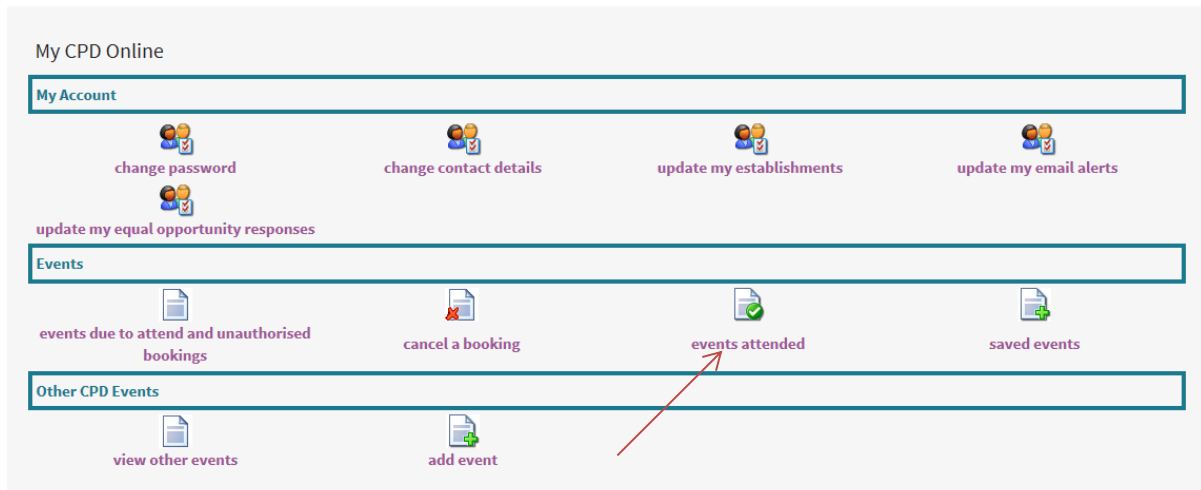 My CPD Online
My Account
change password
change contact details
update my establishments
update my email alerts
update my equal opportunity responses
Events
events due to attend and unauthorised
bookings
cancel a booking
events attended
saved events
Other CPD Events
view other events
add event